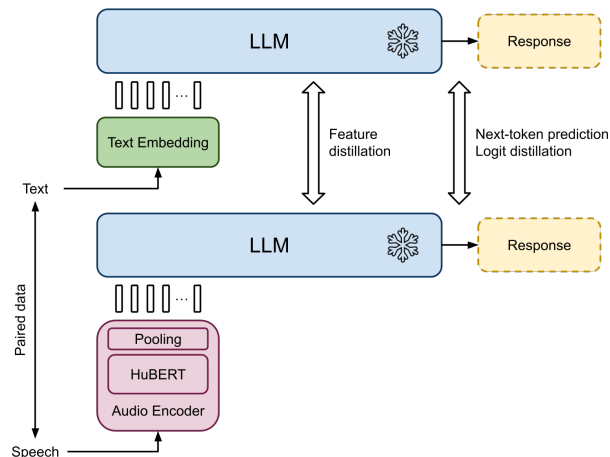 LLM
Response
...
Text Embedding
Feature
distillation
Next-token prediction
Logit distillation
Text
LLM
Response
...
Paired data
Pooling
HuBERT
Audio Encoder
Speech